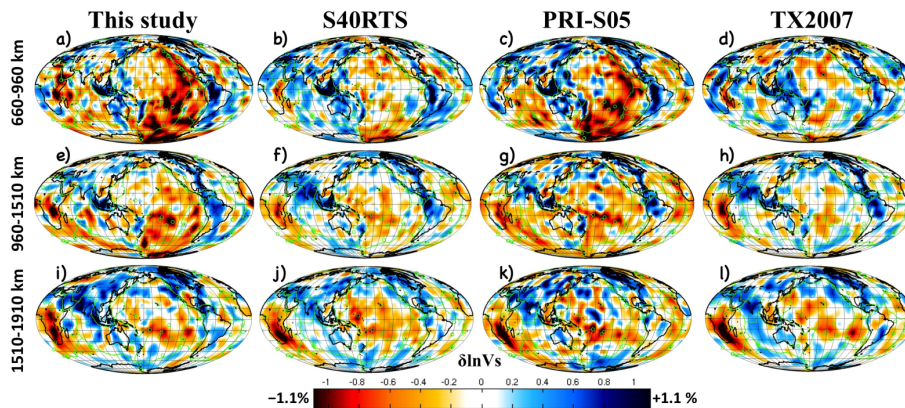 This study S40RTS PRI-S05 TX2007
660-960 km
a) b) c) d)
960-1510 km
e) f) g) h)
1510-1910 km
i) j) k) l)
δlnVs
−1.1% -1 -0.8 -0.6 -0.4 -0.2 0 0.2 0.4 0.6 0.8 1 +1.1 %